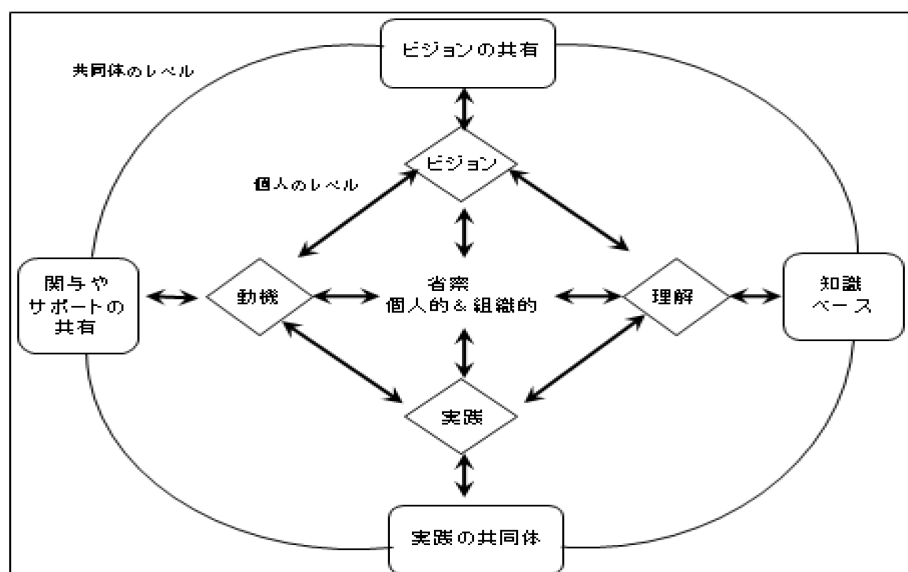 ビジョンの共有
共同体のレベル
ビジョン
個人のレベル
関与や
サポートの
共有
動機
省察
個人的&組織的
理解
知識
ベース
実践
実践の共同体